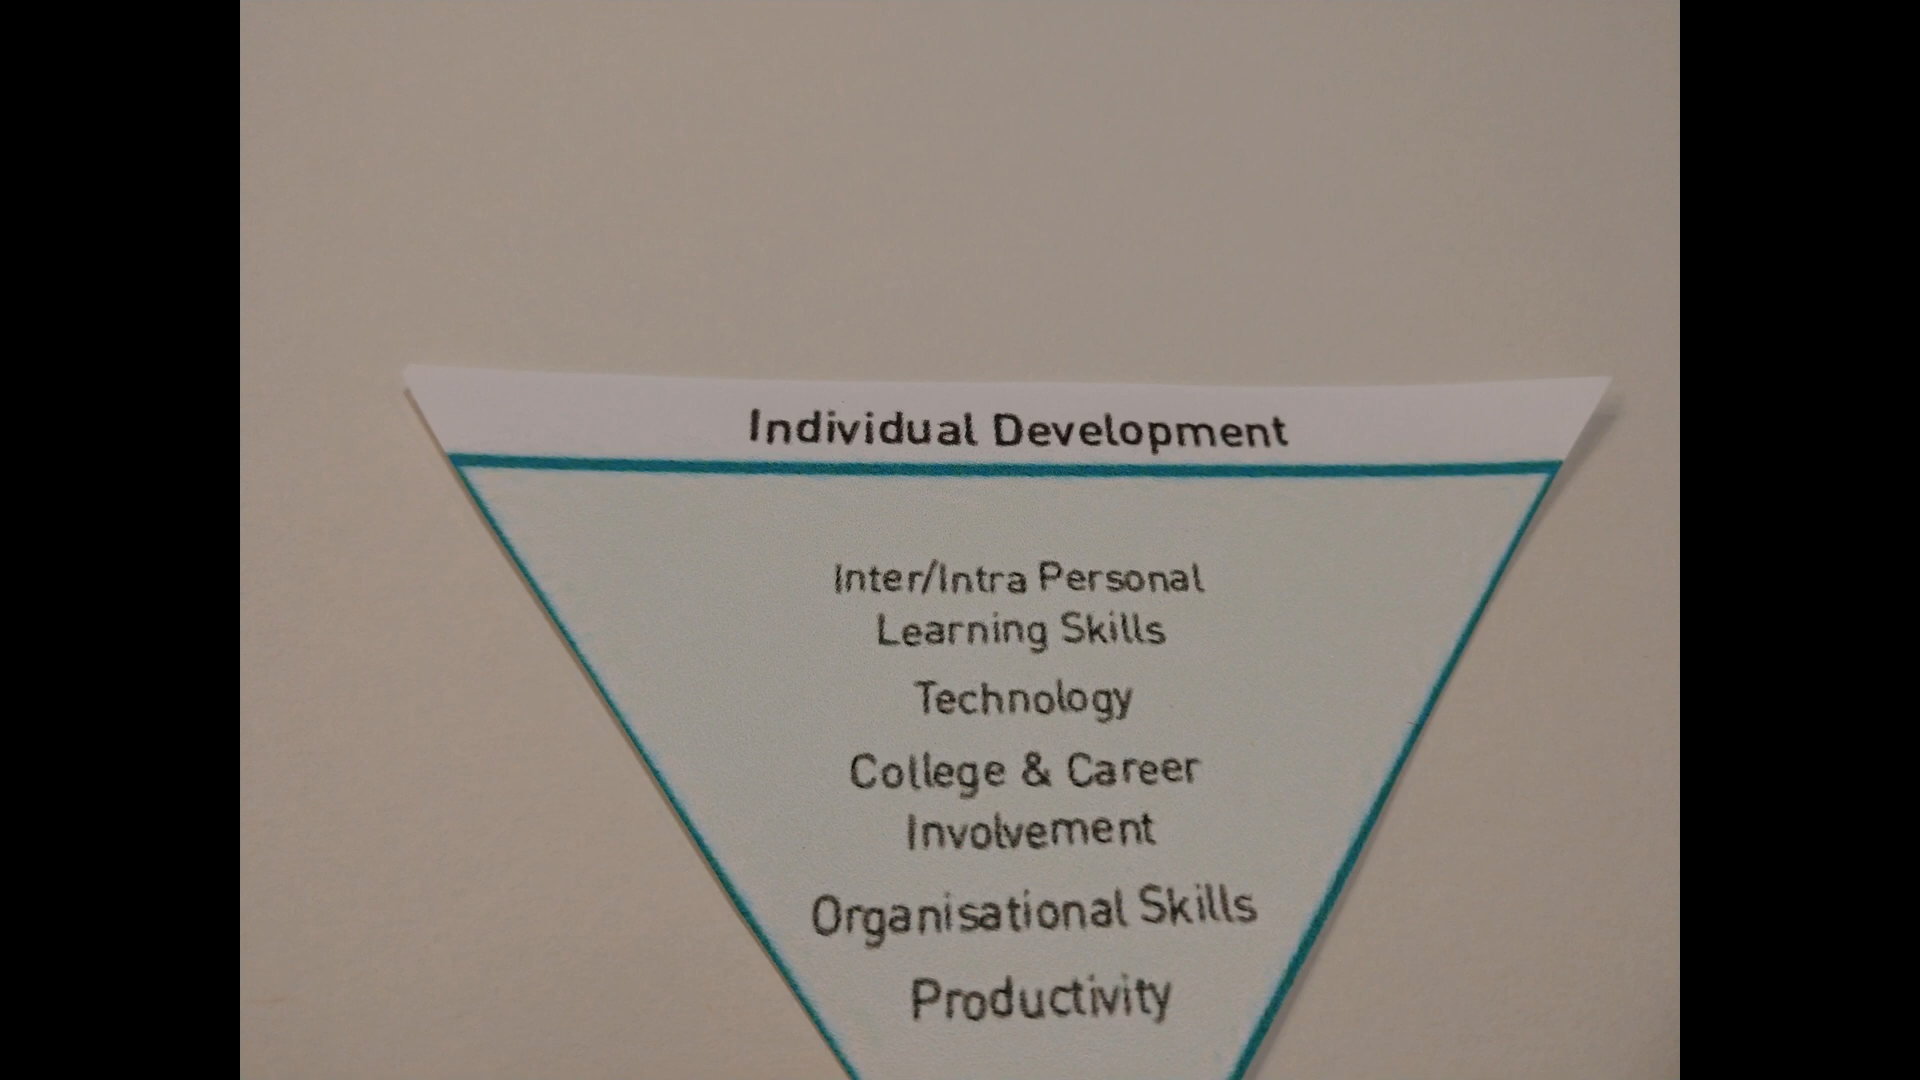 Individual Development
Inter/Intra Personal
Learning Skills
Technology
College & Career
Involvement
Organisational Skills
Productivity